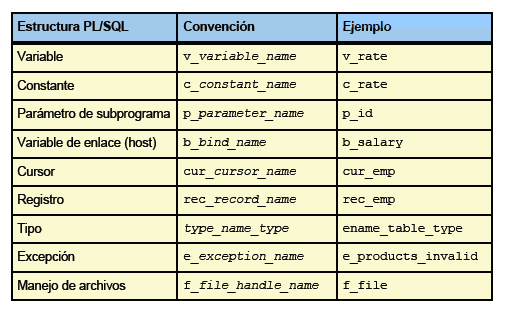 Estructura PL/SQL Convención Ejemplo
Variable v_variable_name v_rate
Constante c_constant_name c_rate
Parámetro de subprograma p_parameter_name p_id
Variable de enlace (host) b_bind_name b_salary
Cursor cur_cursor_name cur_emp
Registro rec_record_name rec_emp
Tipo type_name_type ename_table_type
Excepción e_exception_name e_products_invalid
Manejo de archivos f_file_handle_name f_file